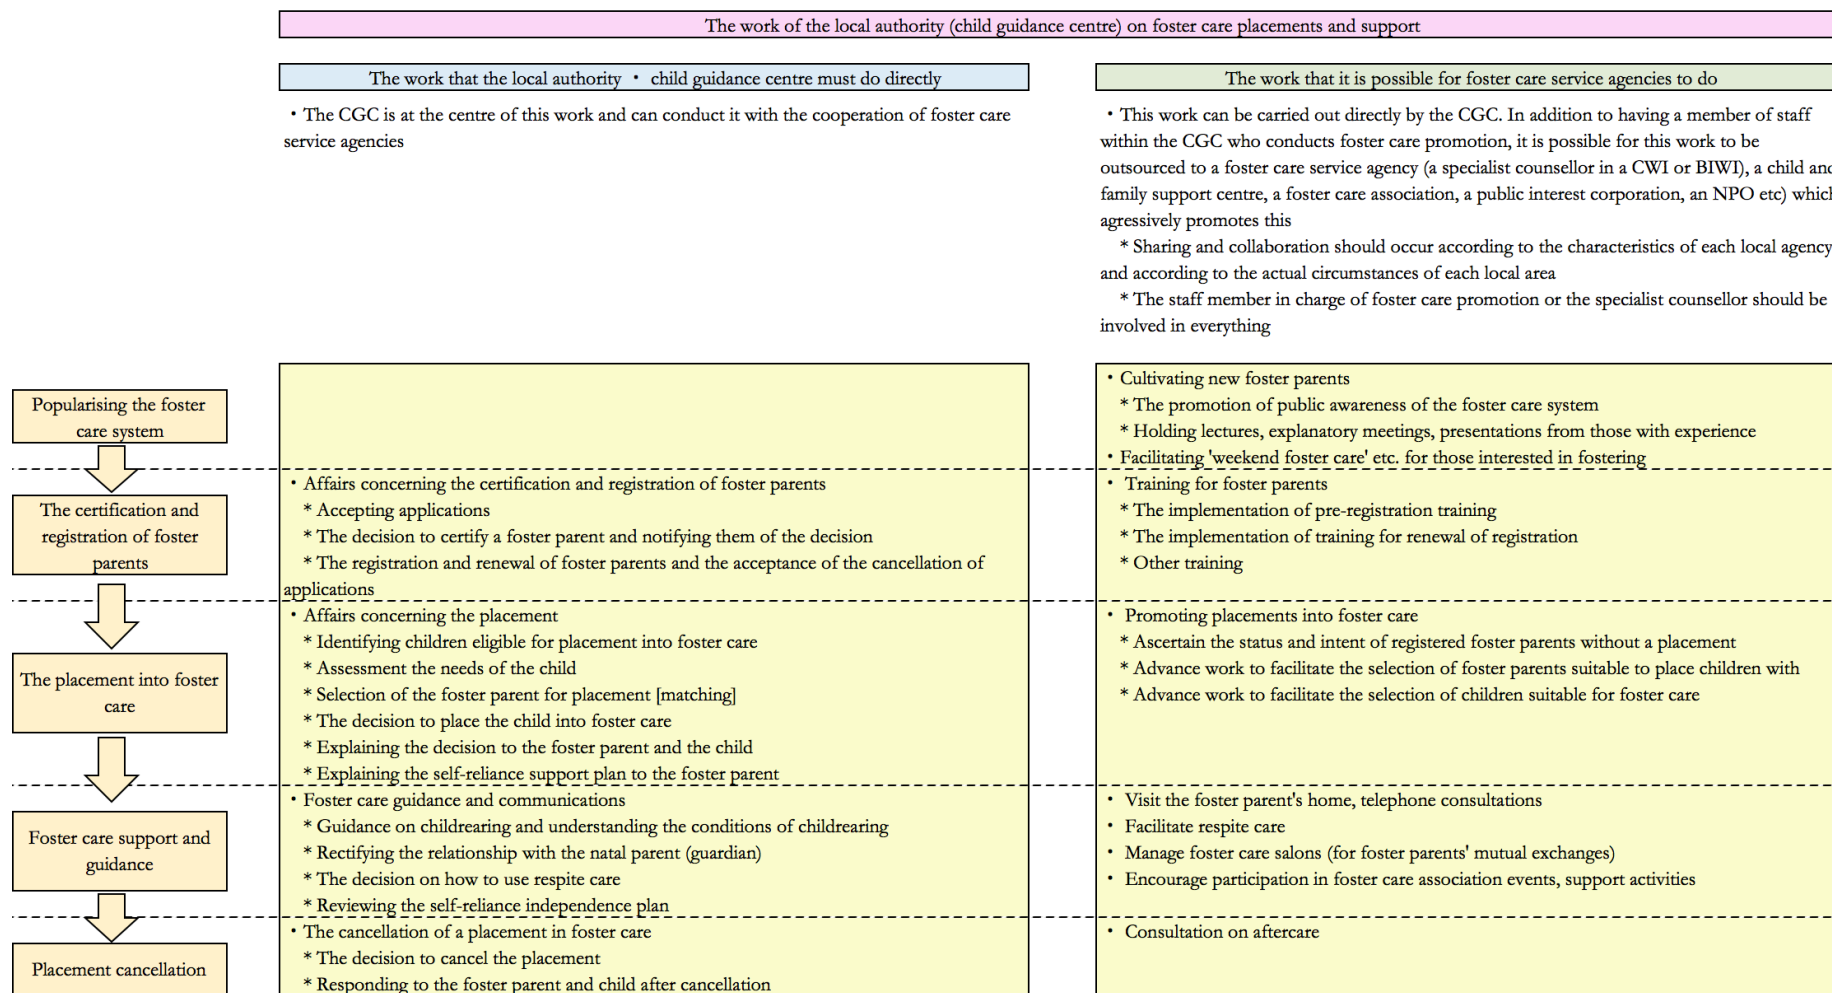 The work of the local authority (child guidance centre) on foster care placements and support
The work that the local authority ・ child guidance centre must do directly
・The CGC is at the centre of this work and can conduct it with the cooperation of foster care
service agencies
The work that it is possible for foster care service agencies to do
・This work can be carried out directly by the CGC. In addition to having a member of staff
within the CGC who conducts foster care promotion, it is possible for this work to be
outsourced to a foster care service agency (a specialist counsellor in a CWI or BIWI), a child and
family support centre, a foster care association, a public interest corporation, an NPO etc) which
agressively promotes this
* Sharing and collaboration should occur according to the characteristics of each local agency
and according to the actual circumstances of each local area
* The staff member in charge of foster care promotion or the specialist counsellor should be
involved in everything
Popularising the foster
care system
・Cultivating new foster parents
* The promotion of public awareness of the foster care system
* Holding lectures, explanatory meetings, presentations from those with experience
・Facilitating 'weekend foster care' etc. for those interested in fostering
The certification and
registration of foster
parents
・Affairs concerning the certification and registration of foster parents
* Accepting applications
* The decision to certify a foster parent and notifying them of the decision
* The registration and renewal of foster parents and the acceptance of the cancellation of
applications
・ Training for foster parents
* The implementation of pre-registration training
* The implementation of training for renewal of registration
* Other training
The placement into foster
care
・Affairs concerning the placement
* Identifying children eligible for placement into foster care
* Assessment the needs of the child
* Selection of the foster parent for placement [matching]
* The decision to place the child into foster care
* Explaining the decision to the foster parent and the child
* Explaining the self-reliance support plan to the foster parent
・ Promoting placements into foster care
* Ascertain the status and intent of registered foster parents without a placement
* Advance work to facilitate the selection of foster parents suitable to place children with
* Advance work to facilitate the selection of children suitable for foster care
Foster care support and
guidance
・Foster care guidance and communications
* Guidance on childrearing and understanding the conditions of childrearing
* Rectifying the relationship with the natal parent (guardian)
* The decision on how to use respite care
* Reviewing the self-reliance independence plan
・ Visit the foster parent's home, telephone consultations
・ Facilitate respite care
・ Manage foster care salons (for foster parents' mutual exchanges)
・ Encourage participation in foster care association events, support activities
Placement cancellation
・The cancellation of a placement in foster care
* The decision to cancel the placement
* Responding to the foster parent and child after cancellation
・ Consultation on aftercare